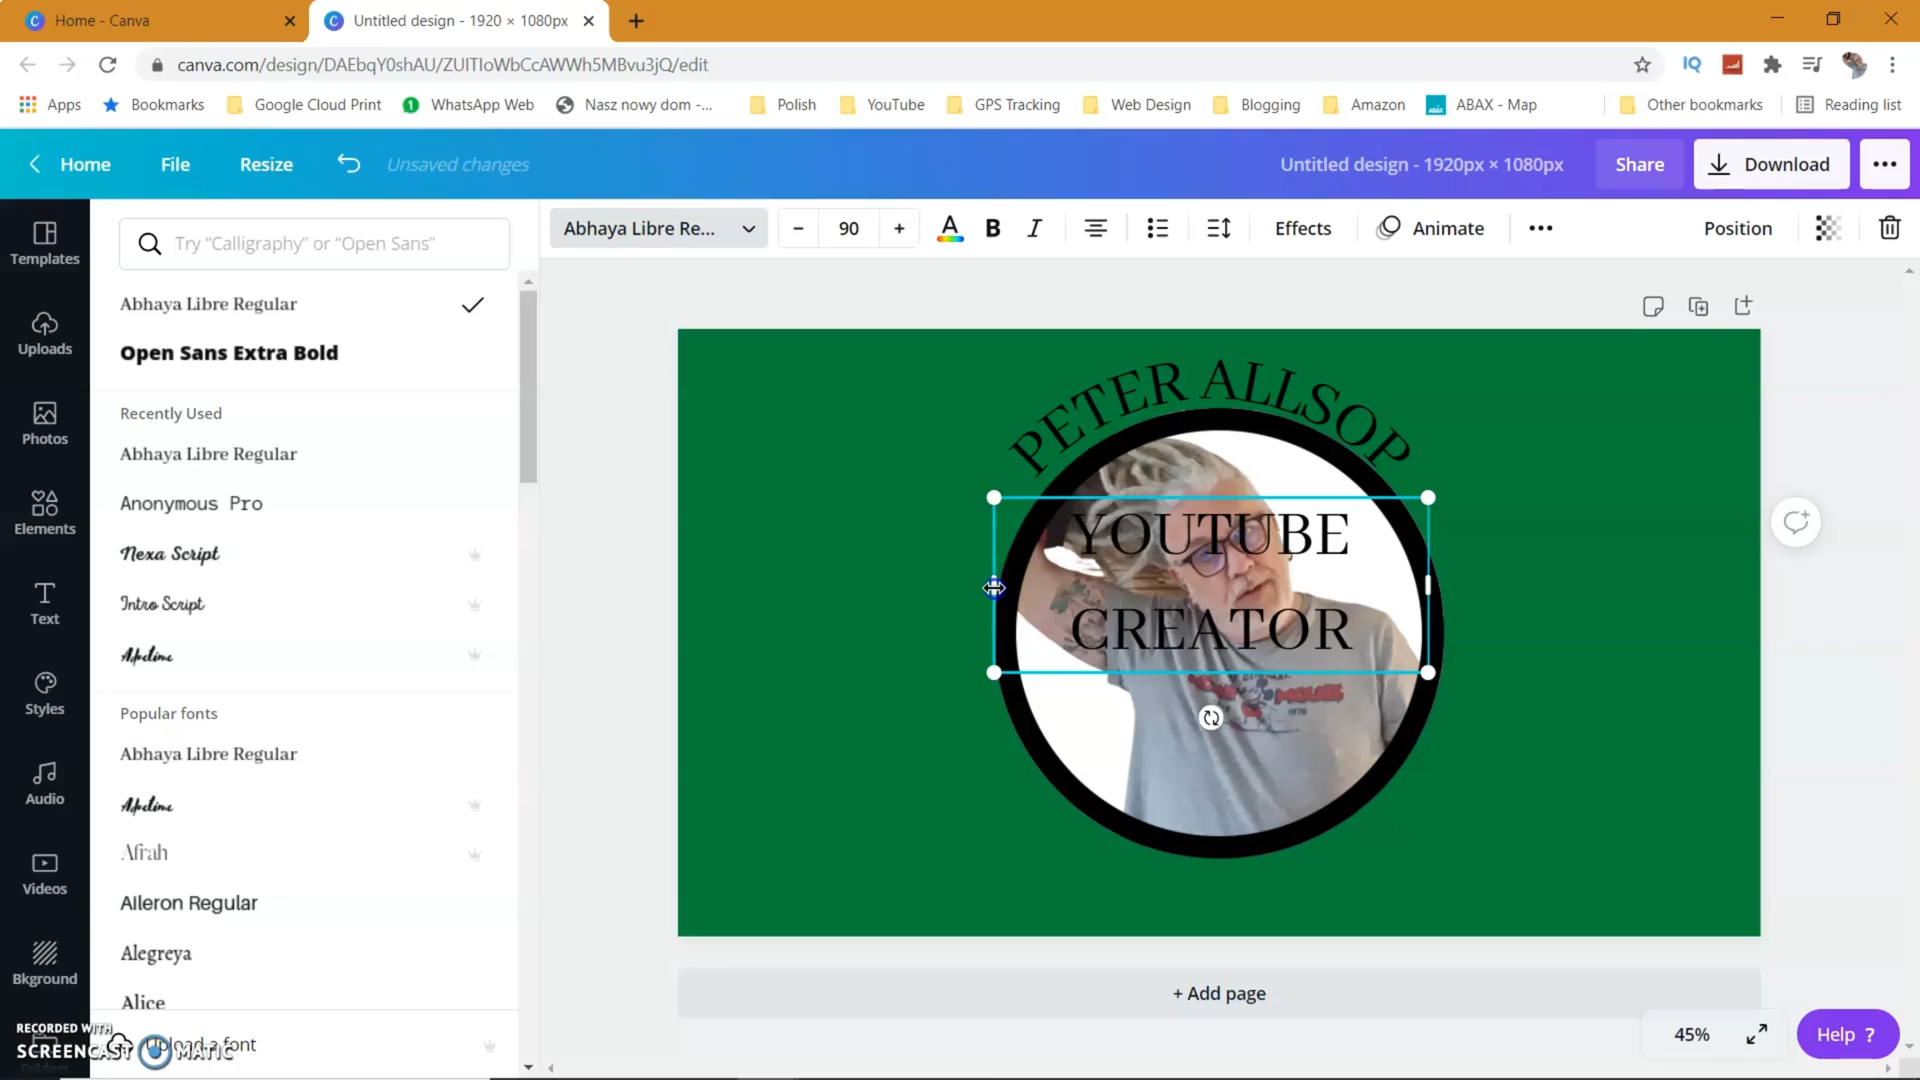 Home - Canva
Untitled design - 1920 × 1080px
canva.com/design/DAEbqY0shAU/ZUITIoWbCcAWWh5MBvu3jQ/edit
Apps
Bookmarks
Google Cloud Print
WhatsApp Web
Nasz nowy dom -...
Polish
YouTube
GPS Tracking
Web Design
Blogging
Amazon
ABAX - Map
Other bookmarks
Reading list
Home
File
Resize
Unsaved changes
Untitled design - 1920px × 1080px
Share
Download
Templates
Uploads
Photos
Elements
Text
Styles
Audio
Videos
Bkground
Try “Calligraphy” or “Open Sans”
Abhaya Libre Regular
Open Sans Extra Bold
Recently Used
Abhaya Libre Regular
Anonymous Pro
Nexa Script
Intro Script
Popular fonts
Abhaya Libre Regular
Afrah
Aileron Regular
Alegreya
Alice
Upload a font
Abhaya Libre Re...
90
A
B
I
Effects
Animate
Position
PETER ALLSOP
YOUTUBE
CREATOR
+ Add page
45%
Help ?
RECORDED WITH
SCREENCAST MATIC